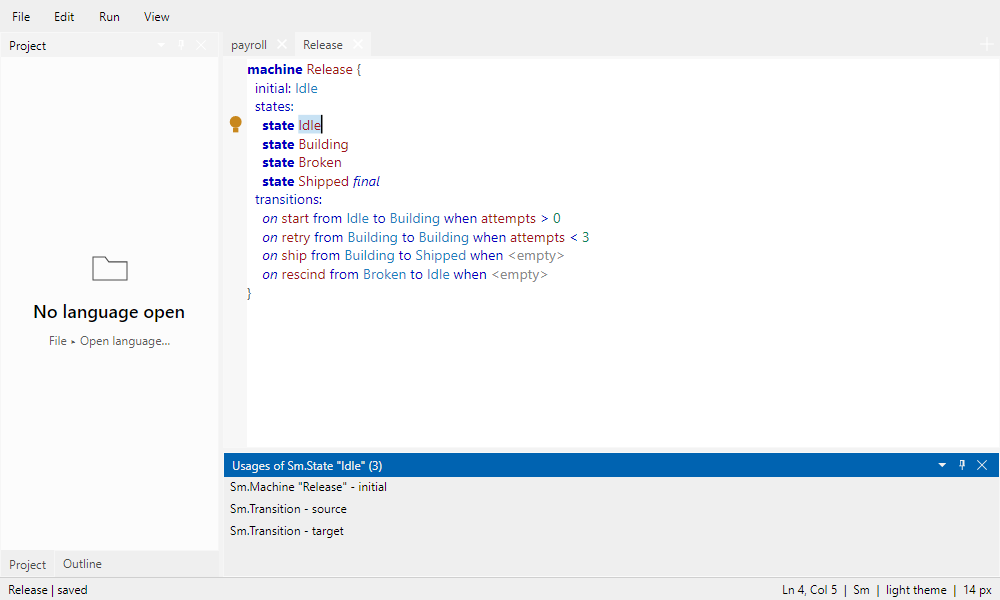 File Edit Run View
Project
payroll Release
machine Release {
initial: Idle
states:
state Idle
state Building
state Broken
state Shipped final
transitions:
on start from Idle to Building when attempts > 0
on retry from Building to Building when attempts < 3
on ship from Building to Shipped when <empty>
on rescind from Broken to Idle when <empty>
}
No language open
File ▸ Open language...
Usages of Sm.State "Idle" (3)
Sm.Machine "Release" - initial
Sm.Transition - source
Sm.Transition - target
Project Outline
Release | saved
Ln 4, Col 5 | Sm | light theme | 14 px